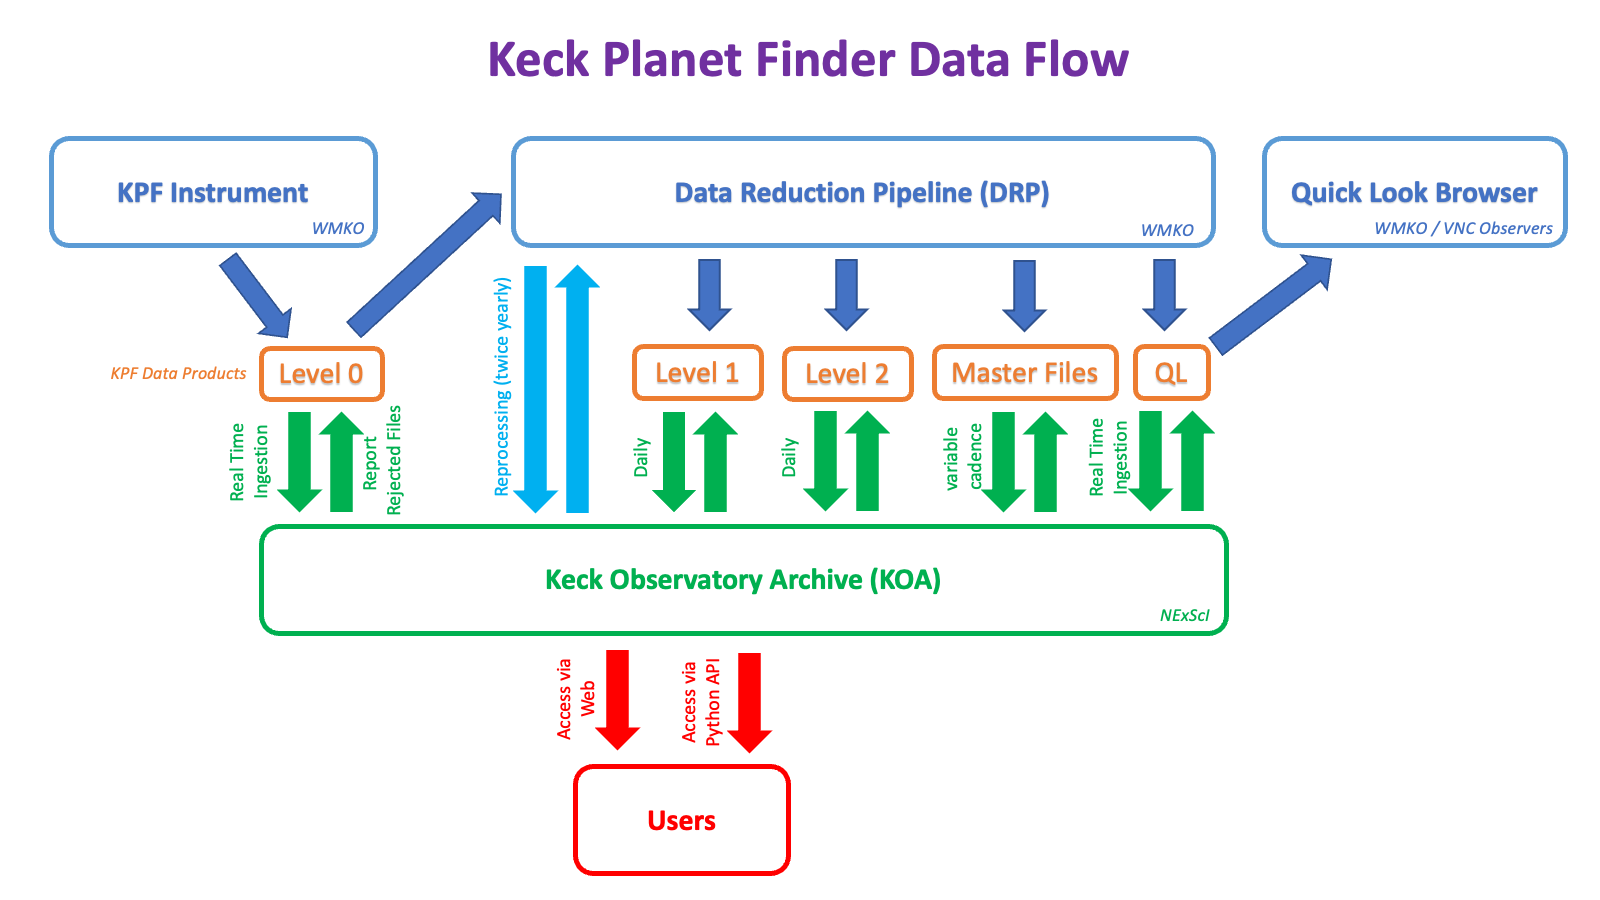 Keck Planet Finder Data Flow
KPF Instrument
WMKO
Data Reduction Pipeline (DRP)
WMKO
Quick Look Browser
WMKO / VNC Observers
KPF Data Products
Level 0
Level 1
Level 2
Master Files
QL
Real Time
Ingestion
Report
Rejected Files
Reprocessing (twice yearly)
Daily
Daily
variable
cadence
Real Time
Ingestion
Keck Observatory Archive (KOA)
NExScI
Access via
Web
Access via
Python API
Users